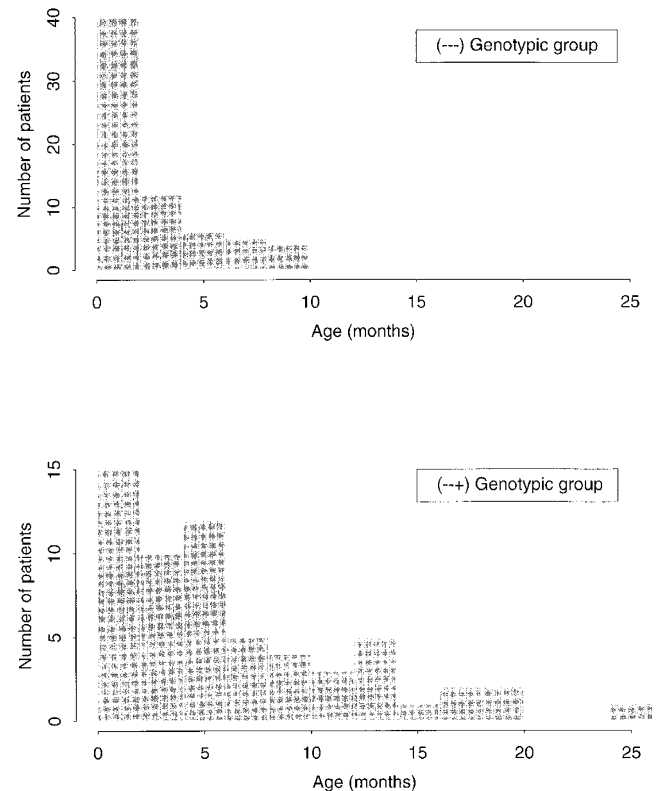 (---) Genotypic group
Number of patients
40
30
20
10
0
0 5 10 15 20 25
Age (months)
(--+) Genotypic group
Number of patients
15
10
5
0
0 5 10 15 20 25
Age (months)